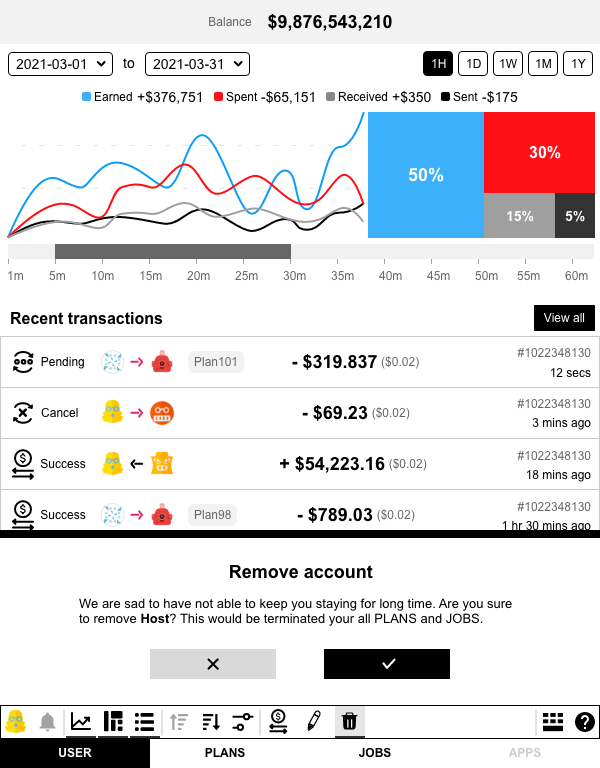 Balance $9,876,543,210
2021-03-01 to 2021-03-31 1H 1D 1W 1M 1Y
Earned +$376,751 Spent -$65,151 Received +$350 Sent -$175
50%
30%
15%
5%
1m 5m 10m 15m 20m 25m 30m 35m 40m 45m 50m 55m 60m
Recent transactions View all
Pending Plan101 - $319.837 ($0.02) #1022348130
12 secs
Cancel - $69.23 ($0.02) #1022348130
3 mins ago
Success + $54,223.16 ($0.02) #1022348130
18 mins ago
Success Plan98 - $789.03 ($0.02) #1022348130
1 hr 30 mins ago
Remove account
We are sad to have not able to keep you staying for long time. Are you sure
to remove Host? This would be terminated your all PLANS and JOBS.
USER PLANS JOBS APPS